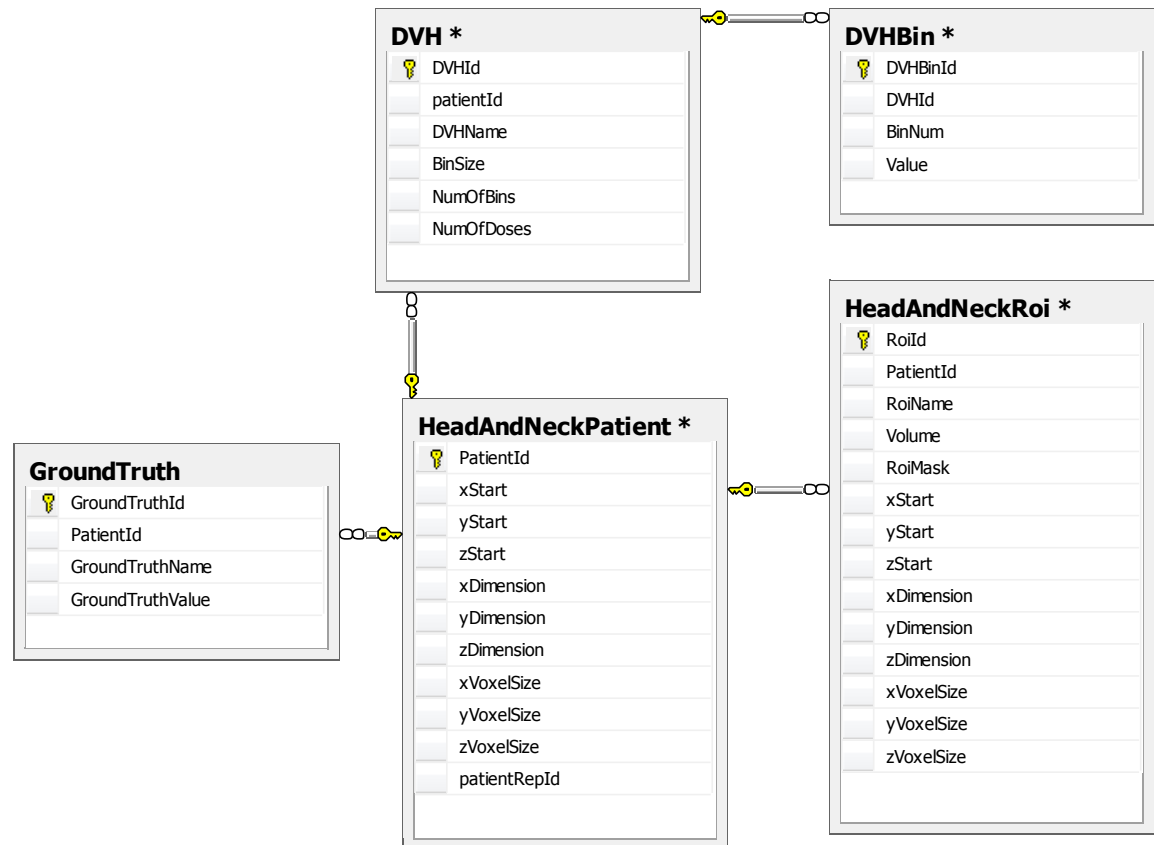 DVH *
DVHId
patientId
DVHName
BinSize
NumOfBins
NumOfDoses
DVHBin *
DVHBinId
DVHId
BinNum
Value
HeadAndNeckRoi *
RoiId
PatientId
RoiName
Volume
RoiMask
xStart
yStart
zStart
xDimension
yDimension
zDimension
xVoxelSize
yVoxelSize
zVoxelSize
HeadAndNeckPatient *
PatientId
xStart
yStart
zStart
xDimension
yDimension
zDimension
xVoxelSize
yVoxelSize
zVoxelSize
patientRepId
GroundTruth
GroundTruthId
PatientId
GroundTruthName
GroundTruthValue